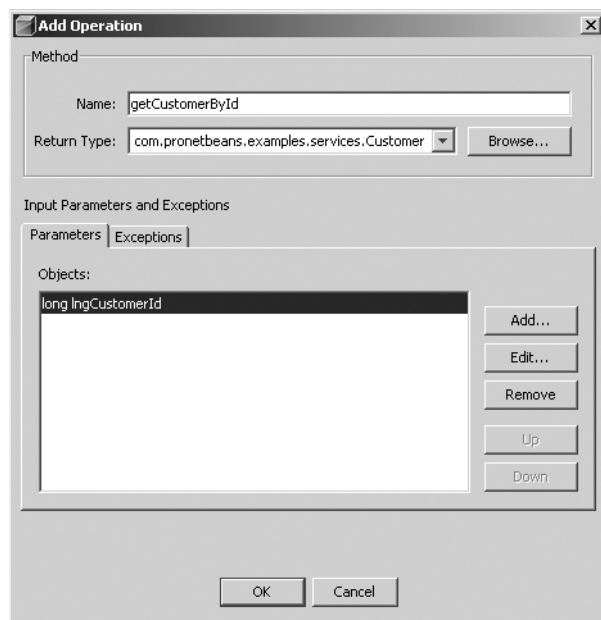 Add Operation
Method
Name: getCustomerById
Return Type: com.pronetbeans.examples.services.Customer Browse...
Input Parameters and Exceptions
Parameters Exceptions
Objects:
long lngCustomerId
Add...
Edit...
Remove
Up
Down
OK Cancel